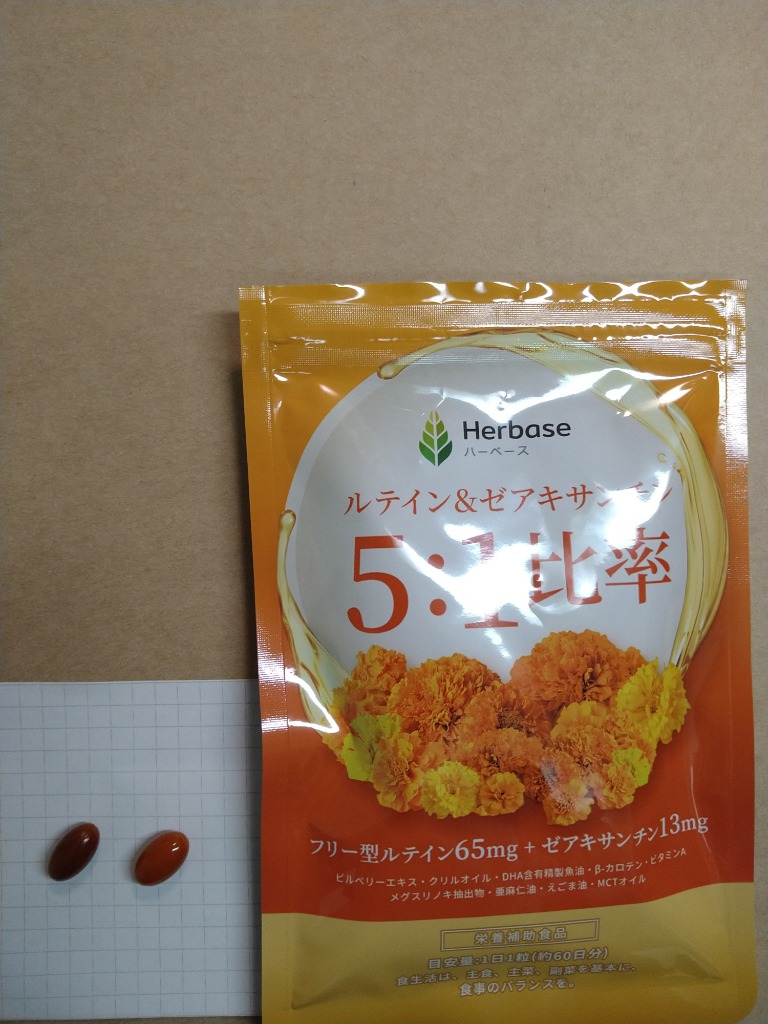 Herbase
ハーベース
ルテイン&ゼアキサンチン
5:1比率
フリー型ルテイン65mg + ゼアキサンチン13mg
ビルベリーエキス・クリルオイル・DHA含有精製魚油・β-カロテン・ビタミンA
メグスリノキ抽出物・亜麻仁油・えごま油・MCTオイル
栄養補助食品
目安量:1日1粒(約60日分)
食生活は、主食、主菜、副菜を基本に、
食事のバランスを。